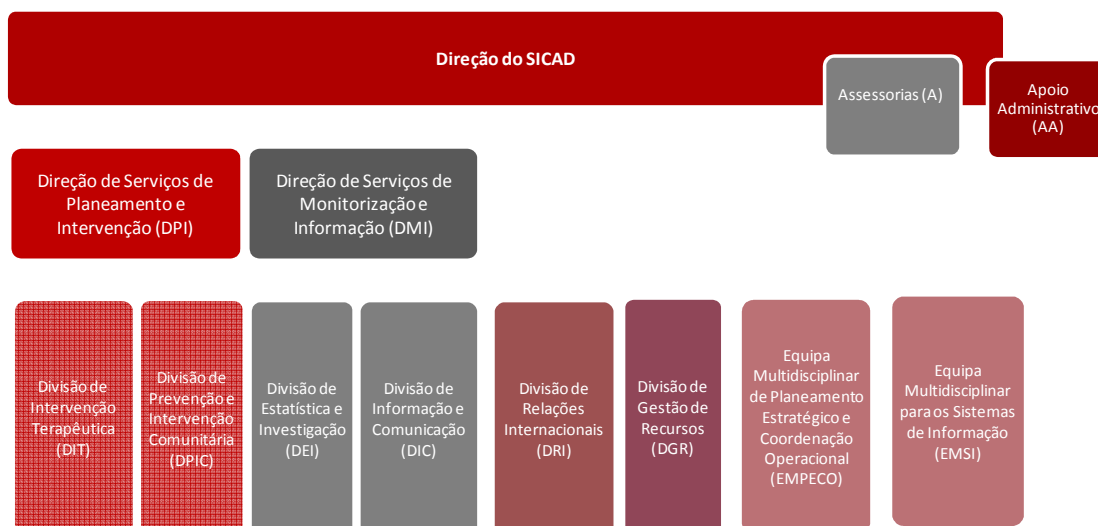 Direção do SICAD
Assessorias (A)
Apoio
Administrativo
(AA)
Direção de Serviços de
Planeamento e
Intervenção (DPI)
Direção de Serviços de
Monitorização e
Informação (DMI)
Divisão de
Intervenção
Terapêutica
(DIT)
Divisão de
Prevenção e
Intervenção
Comunitária
(DPIC)
Divisão de
Estatística e
Investigação
(DEI)
Divisão de
Informação e
Comunicação
(DIC)
Divisão de
Relações
Internacionais
(DRI)
Divisão de
Gestão de
Recursos
(DGR)
Equipa
Multidisciplinar
de Planeamento
Estratégico e
Coordenação
Operacional
(EMPECO)
Equipa
Multidisciplinar
para os Sistemas
de Informação
(EMSI)